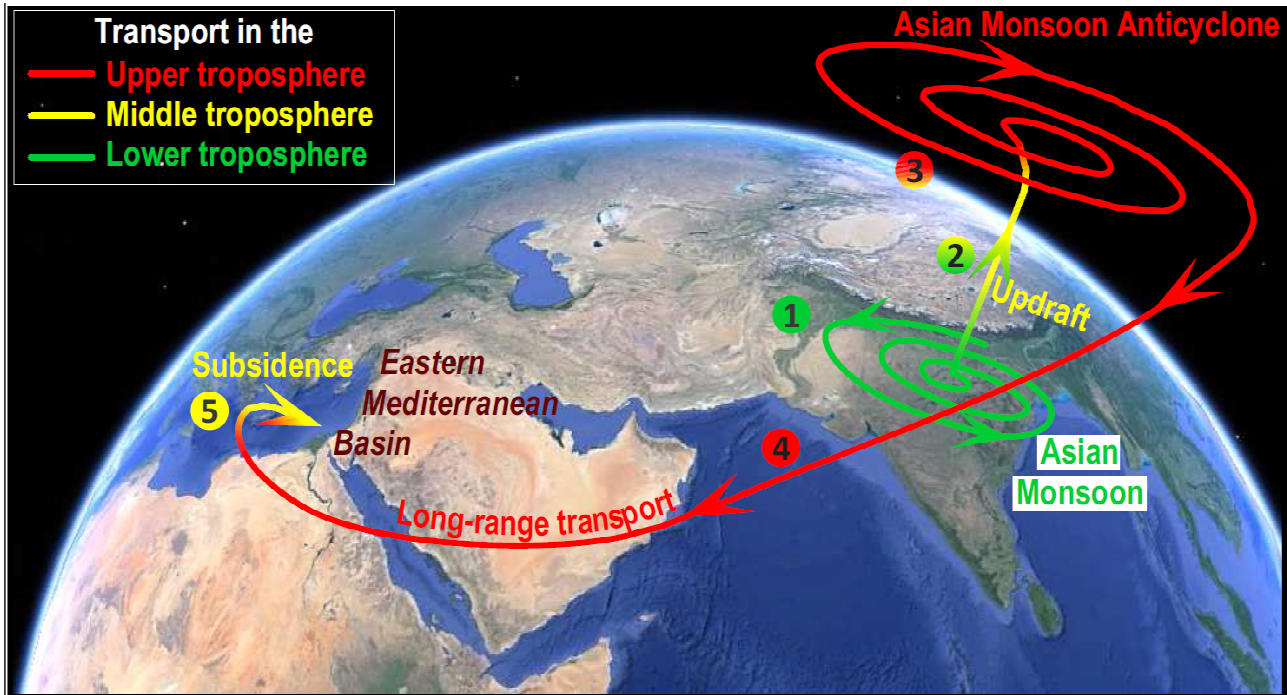 Transport in the
Upper troposphere
Middle troposphere
Lower troposphere
Asian Monsoon Anticyclone
3
2
Updraft
1
Subsidence
5
Eastern
Mediterranean
Basin
4
Asian
Monsoon
Long-range transport